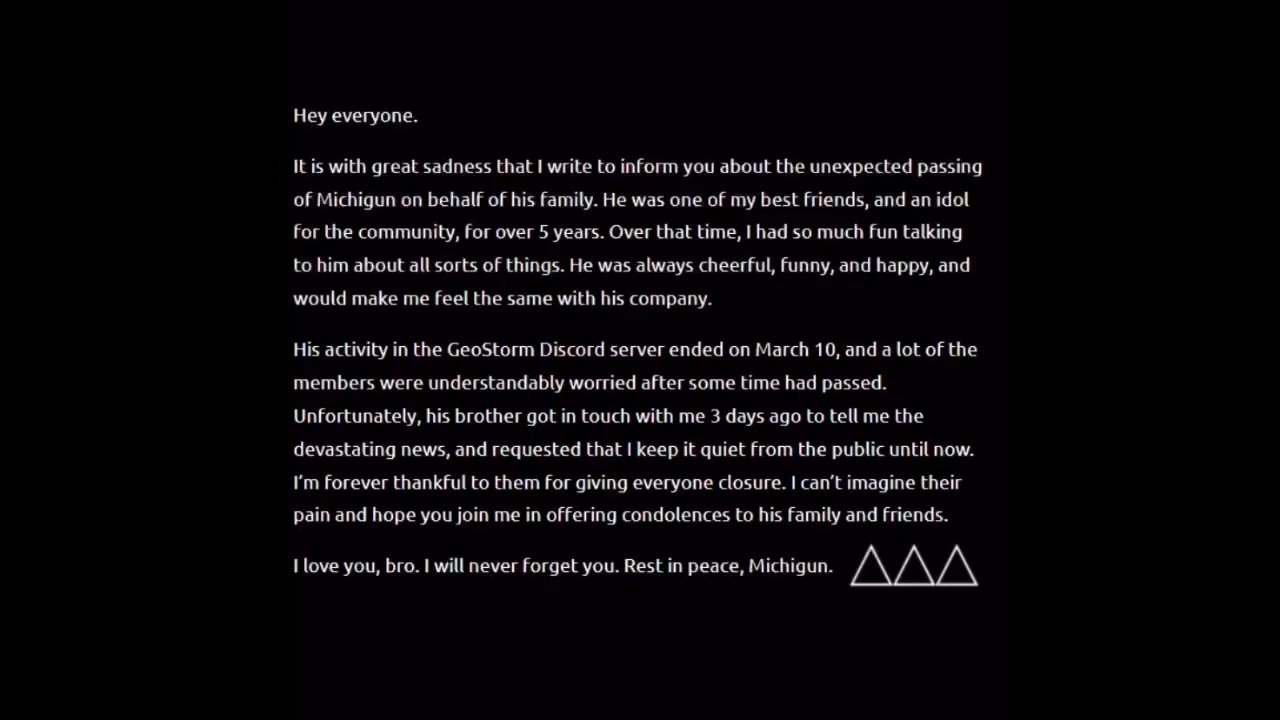 Hey everyone.
It is with great sadness that I write to inform you about the unexpected passing
of Michigun on behalf of his family. He was one of my best friends, and an idol
for the community, for over 5 years. Over that time, I had so much fun talking
to him about all sorts of things. He was always cheerful, funny, and happy, and
would make me feel the same with his company.
His activity in the GeoStorm Discord server ended on March 10, and a lot of the
members were understandably worried after some time had passed.
Unfortunately, his brother got in touch with me 3 days ago to tell me the
devastating news, and requested that I keep it quiet from the public until now.
I’m forever thankful to them for giving everyone closure. I can’t imagine their
pain and hope you join me in offering condolences to his family and friends.
I love you, bro. I will never forget you. Rest in peace, Michigun.